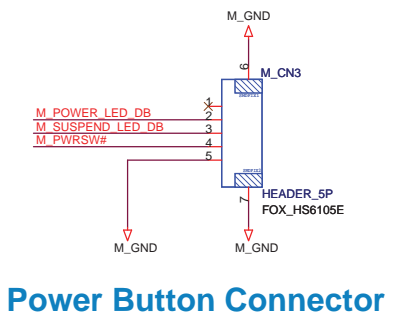 M_GND
6
M_CN3
1
M_POWER_LED_DB
2
M_SUSPEND_LED_DB
3
M_PWRSW#
4
5
7
HEADER_5P
FOX_HS6105E
M_GND
M_GND
Power Button Connector